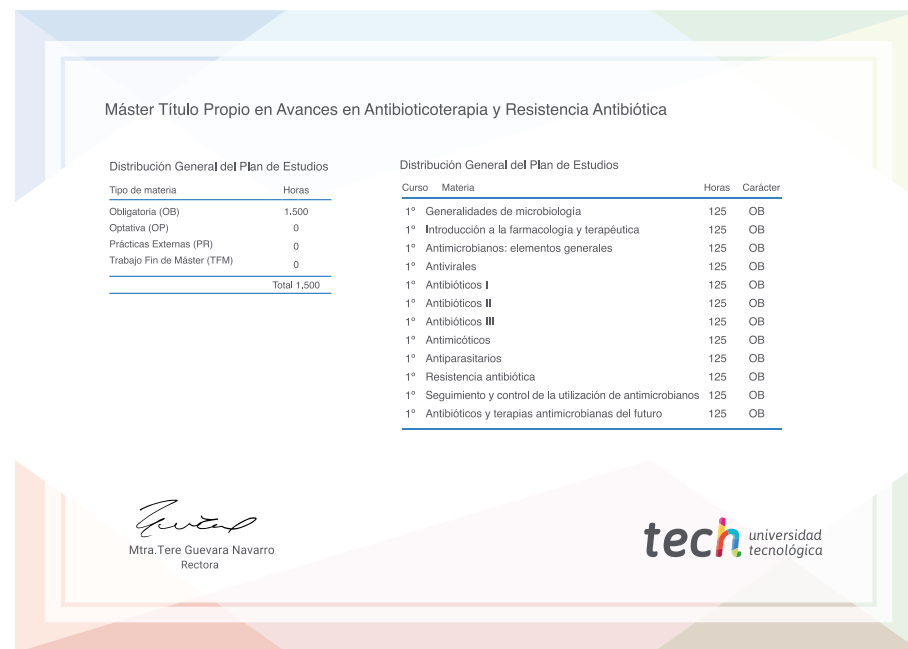 Máster Título Propio en Avances en Antibioticoterapia y Resistencia Antibiótica
Distribución General del Plan de Estudios
Tipo de materia Horas
Obligatoria (OB) 1.500
Optativa (OP) 0
Prácticas Externas (PR) 0
Trabajo Fin de Máster (TFM) 0
Total 1.500
Distribución General del Plan de Estudios
Curso Materia Horas Carácter
1º Generalidades de microbiología 125 OB
1º Introducción a la farmacología y terapéutica 125 OB
1º Antimicrobianos: elementos generales 125 OB
1º Antivirales 125 OB
1º Antibióticos I 125 OB
1º Antibióticos II 125 OB
1º Antibióticos III 125 OB
1º Antimicóticos 125 OB
1º Antiparasitarios 125 OB
1º Resistencia antibiótica 125 OB
1º Seguimiento y control de la utilización de antimicrobianos 125 OB
1º Antibióticos y terapias antimicrobianas del futuro 125 OB
Mtra.Tere Guevara Navarro
Rectora
tech universidad
tecnológica